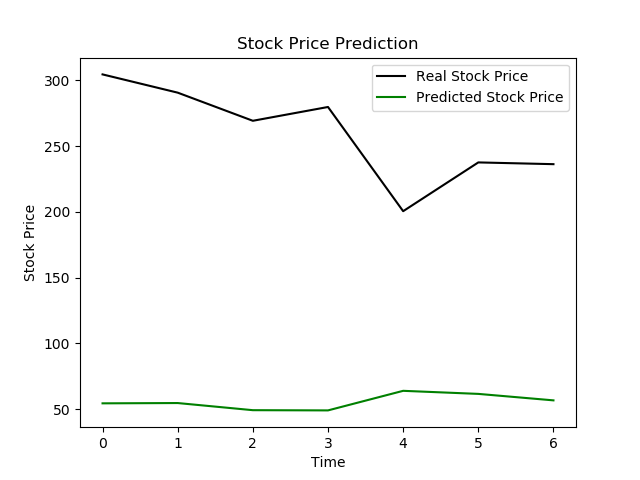 Stock Price Prediction
Real Stock Price
Predicted Stock Price
Stock Price
300
250
200
150
100
50
0 1 2 3 4 5 6
Time